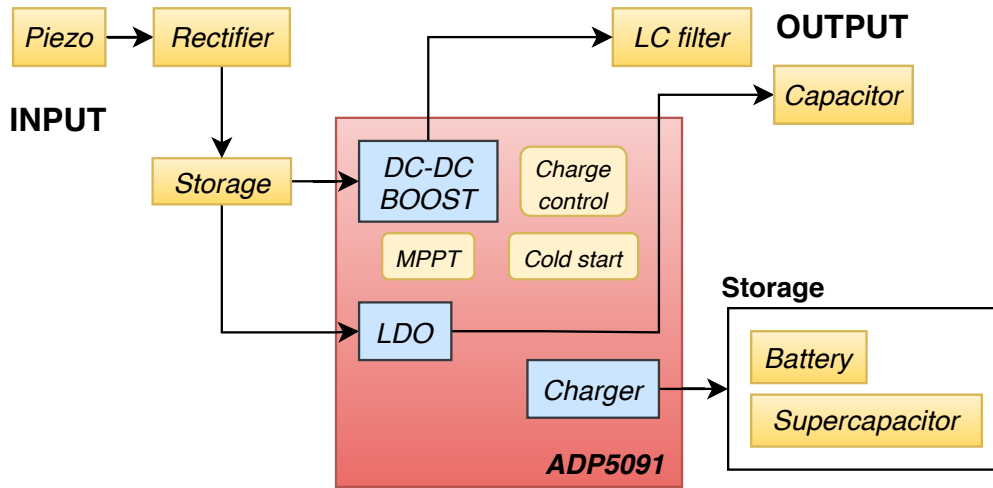 Piezo
Rectifier
LC filter
OUTPUT
Capacitor
INPUT
Storage
DC-DC
BOOST
Charge
control
MPPT
Cold start
LDO
Storage
Battery
Charger
Supercapacitor
ADP5091